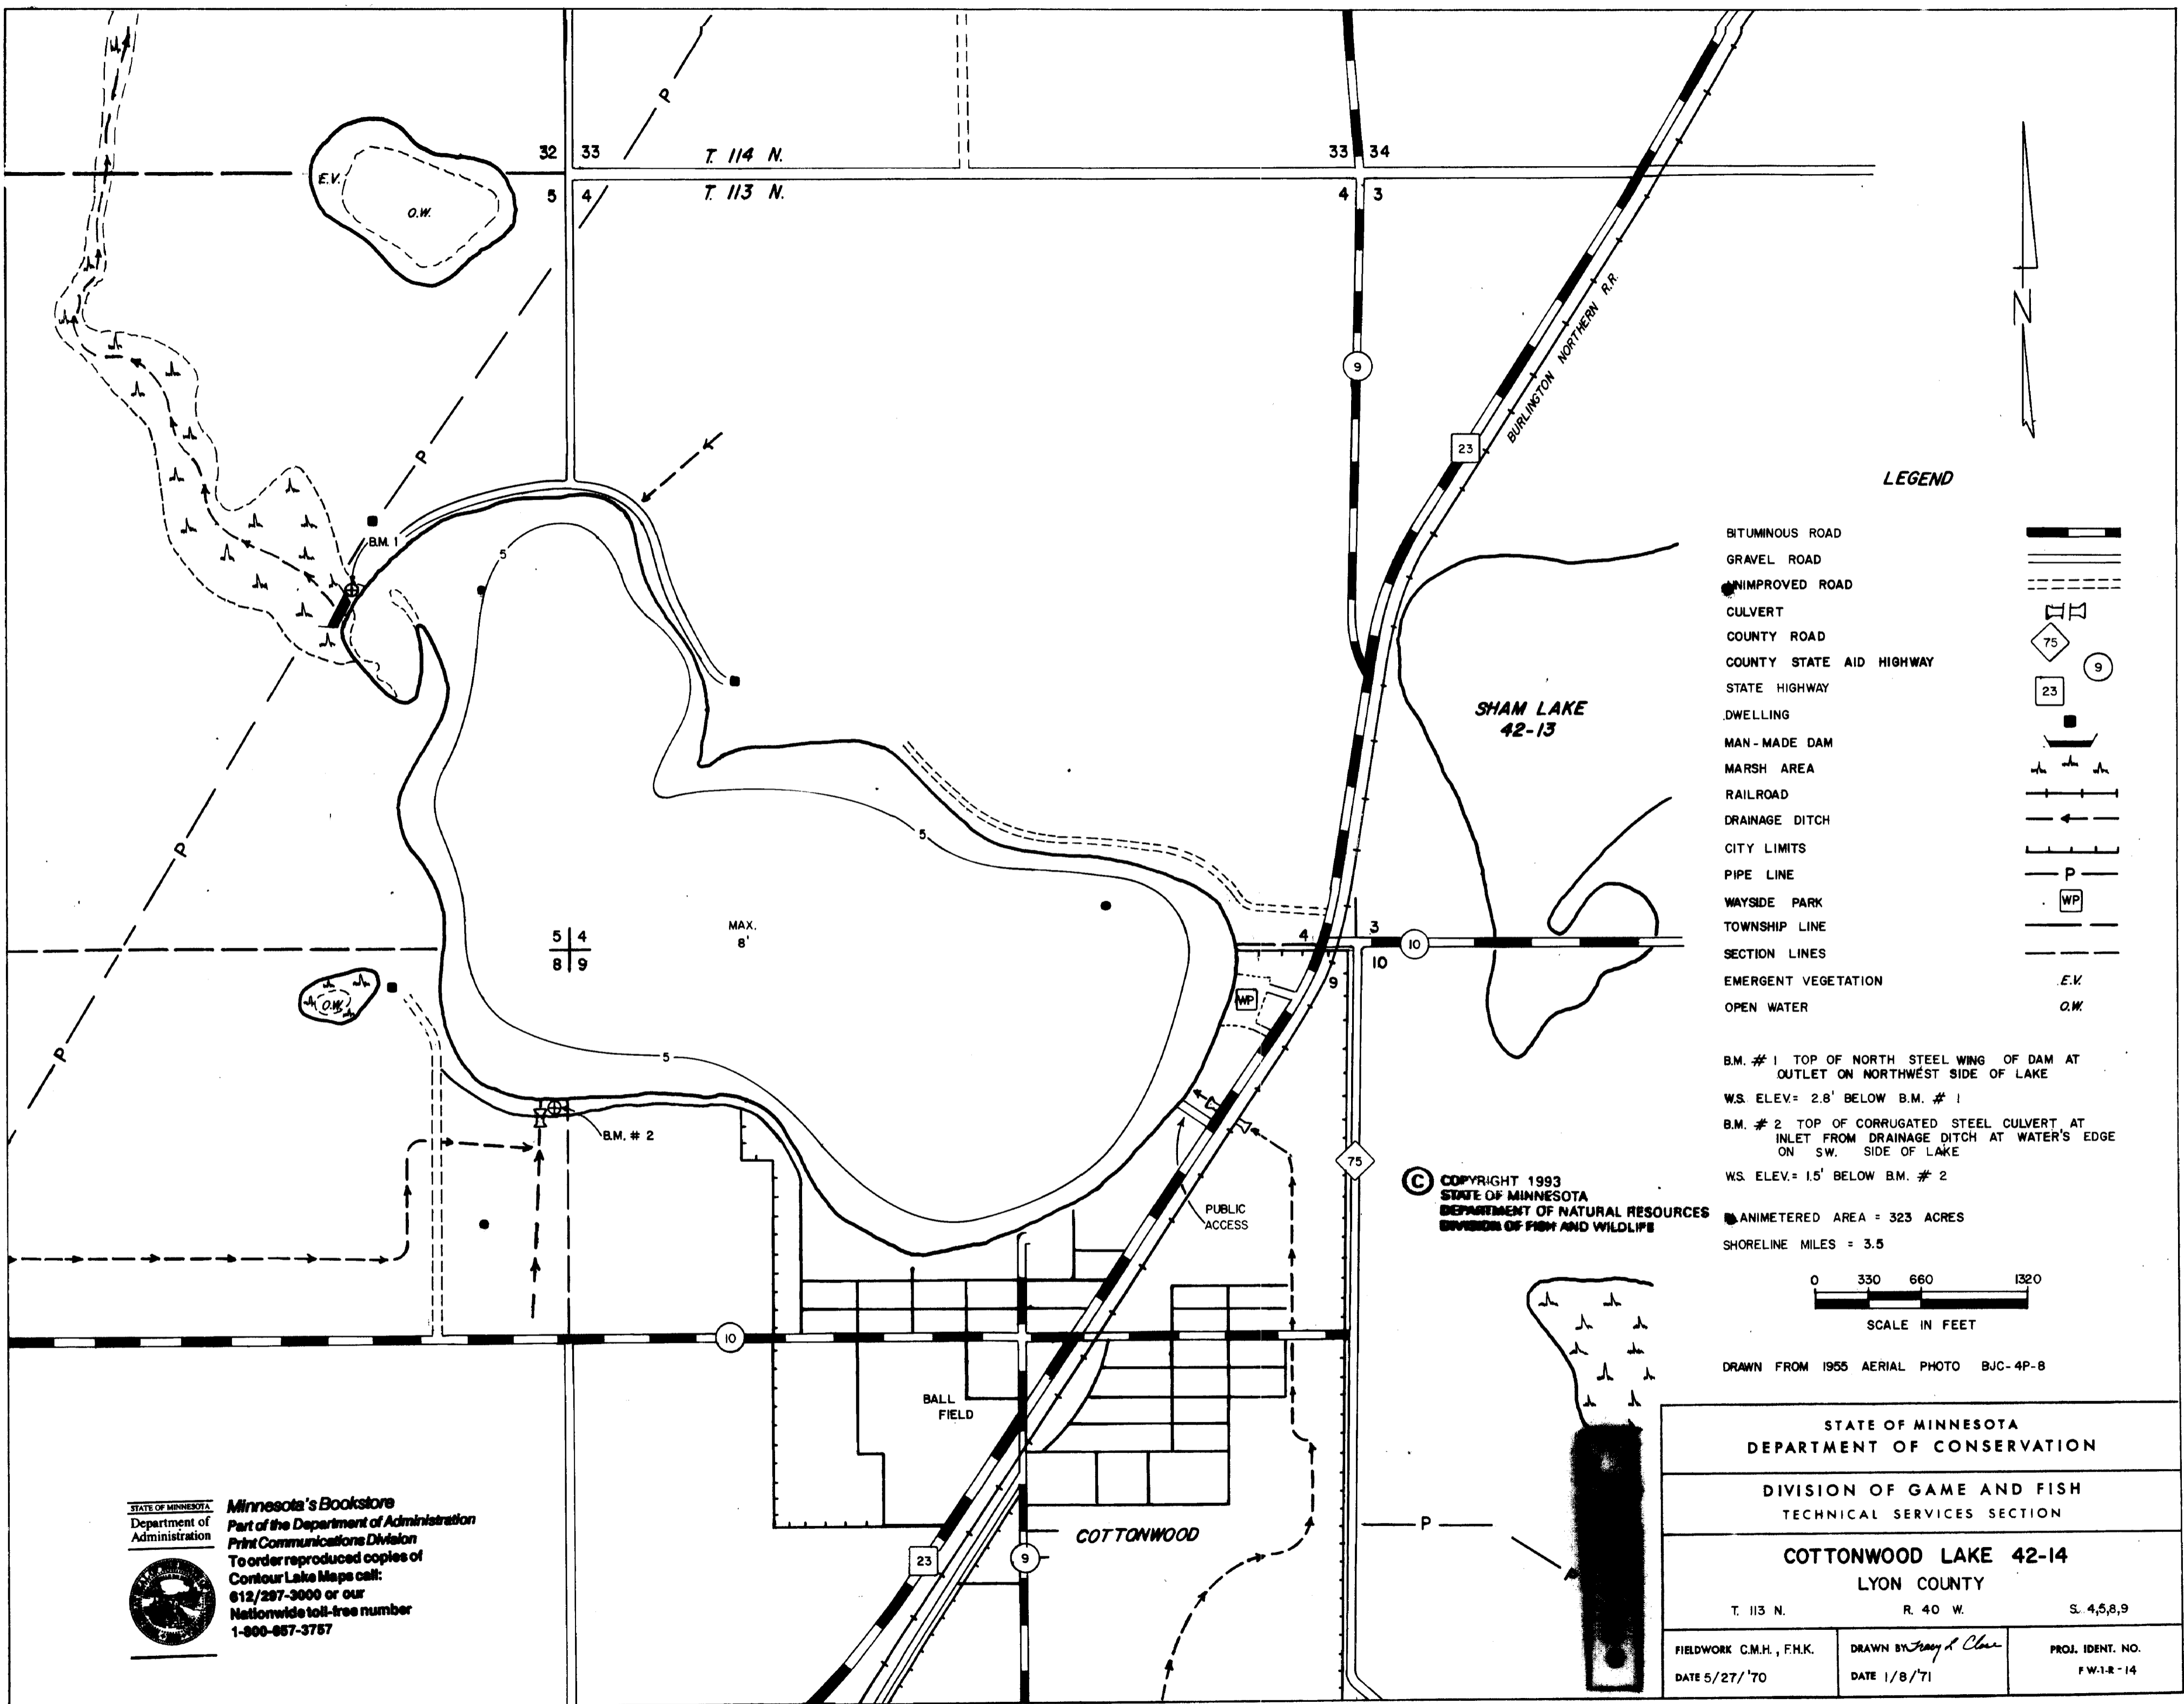 P
32 33
T. 114 N.
33 34
5 4
T. 113 N.
4 3
E.V.
O.W.
9
BURLINGTON NORTHERN R.R.
23
N
P
B.M. 1
5
SHAM LAKE
42-13
P
5
MAX.
8'
5 4
8 9
4 3
9 10
10
O.W.
WP
P
5
B.M. # 2
75
PUBLIC
ACCESS
10
BALL
FIELD
COTTONWOOD
23
9
P
LEGEND
BITUMINOUS ROAD
GRAVEL ROAD
UNIMPROVED ROAD
CULVERT
COUNTY ROAD 75
COUNTY STATE AID HIGHWAY 9
STATE HIGHWAY 23
DWELLING
MAN-MADE DAM
MARSH AREA
RAILROAD
DRAINAGE DITCH
CITY LIMITS
PIPE LINE P
WAYSIDE PARK WP
TOWNSHIP LINE
SECTION LINES
EMERGENT VEGETATION E.V.
OPEN WATER O.W.
B.M. # 1 TOP OF NORTH STEEL WING OF DAM AT
OUTLET ON NORTHWEST SIDE OF LAKE
W.S. ELEV.= 2.8' BELOW B.M. # 1
B.M. # 2 TOP OF CORRUGATED STEEL CULVERT AT
INLET FROM DRAINAGE DITCH AT WATER'S EDGE
ON SW. SIDE OF LAKE
W.S. ELEV.= 1.5' BELOW B.M. # 2
PLANIMETERED AREA = 323 ACRES
SHORELINE MILES = 3.5
0 330 660 1320
SCALE IN FEET
DRAWN FROM 1955 AERIAL PHOTO BJC-4P-8
© COPYRIGHT 1993
STATE OF MINNESOTA
DEPARTMENT OF NATURAL RESOURCES
DIVISION OF FISH AND WILDLIFE
STATE OF MINNESOTA
DEPARTMENT OF CONSERVATION
DIVISION OF GAME AND FISH
TECHNICAL SERVICES SECTION
COTTONWOOD LAKE 42-14
LYON COUNTY
T. 113 N. R. 40 W. S. 4,5,8,9
FIELDWORK C.M.H., F.H.K.
DATE 5/27/'70
DRAWN BY Tracy L Close
DATE 1/8/'71
PROJ. IDENT. NO.
FW-1-R-14
STATE OF MINNESOTA
Department of
Administration
Minnesota's Bookstore
Part of the Department of Administration
Print Communications Division
To order reproduced copies of
Contour Lake Maps call:
612/297-3000 or our
Nationwide toll-free number
1-800-657-3757